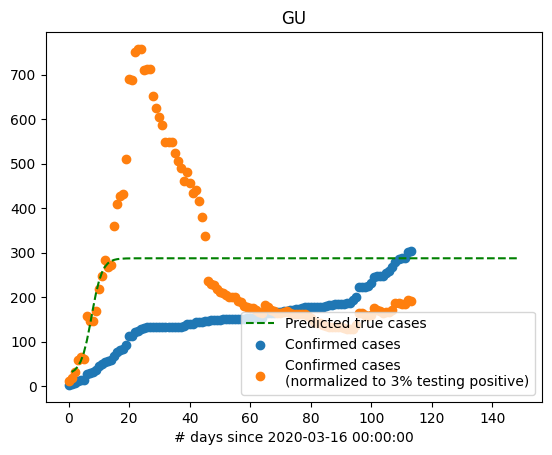 GU
700
600
500
400
300
200
100
0
Predicted true cases
Confirmed cases
Confirmed cases
(normalized to 3% testing positive)
0 20 40 60 80 100 120 140
# days since 2020-03-16 00:00:00